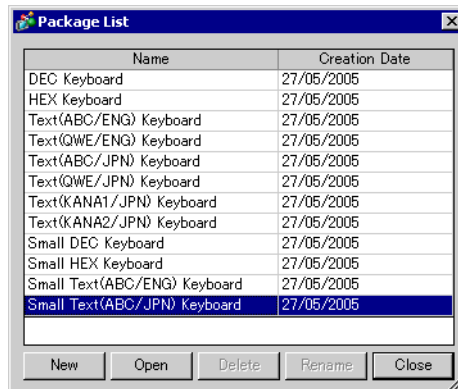 Package List
Name Creation Date
DEC Keyboard 27/05/2005
HEX Keyboard 27/05/2005
Text(ABC/ENG) Keyboard 27/05/2005
Text(QWE/ENG) Keyboard 27/05/2005
Text(ABC/JPN) Keyboard 27/05/2005
Text(QWE/JPN) Keyboard 27/05/2005
Text(KANA1/JPN) Keyboard 27/05/2005
Text(KANA2/JPN) Keyboard 27/05/2005
Small DEC Keyboard 27/05/2005
Small HEX Keyboard 27/05/2005
Small Text(ABC/ENG) Keyboard 27/05/2005
Small Text(ABC/JPN) Keyboard 27/05/2005
New Open Delete Rename Close